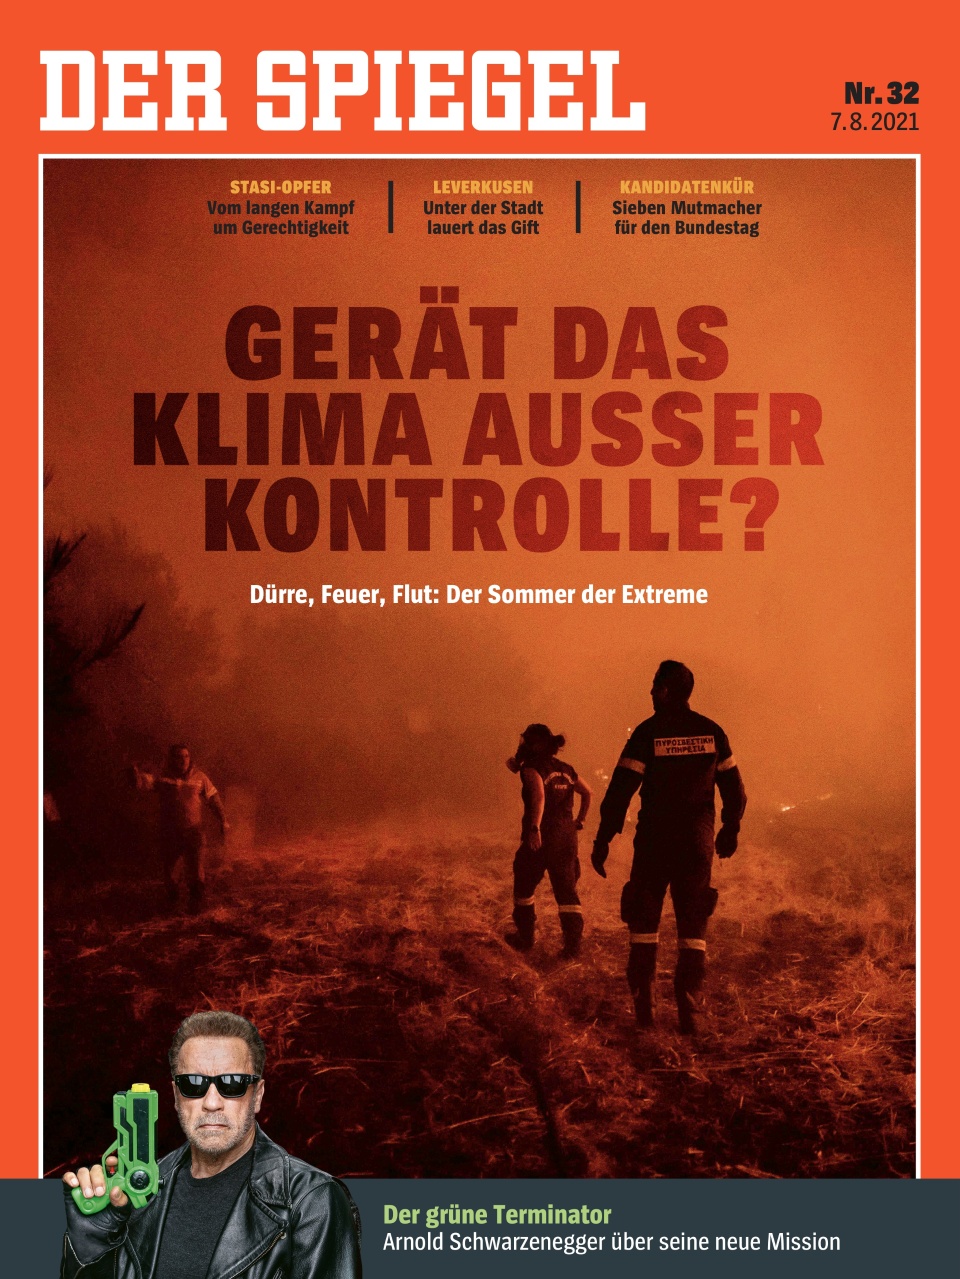 DER SPIEGEL
Nr. 32
7. 8. 2021
STASI-OPFER
Vom langen Kampf
um Gerechtigkeit
LEVERKUSEN
Unter der Stadt
lauert das Gift
KANDIDATENKÜR
Sieben Mutmacher
für den Bundestag
GERÄT DAS
KLIMA AUSSER
KONTROLLE?
Dürre, Feuer, Flut: Der Sommer der Extreme
ΠΥΡΟΣΒΕΣΤΙΚΗ
ΥΠΗΡΕΣΙΑ
Der grüne Terminator
Arnold Schwarzenegger über seine neue Mission